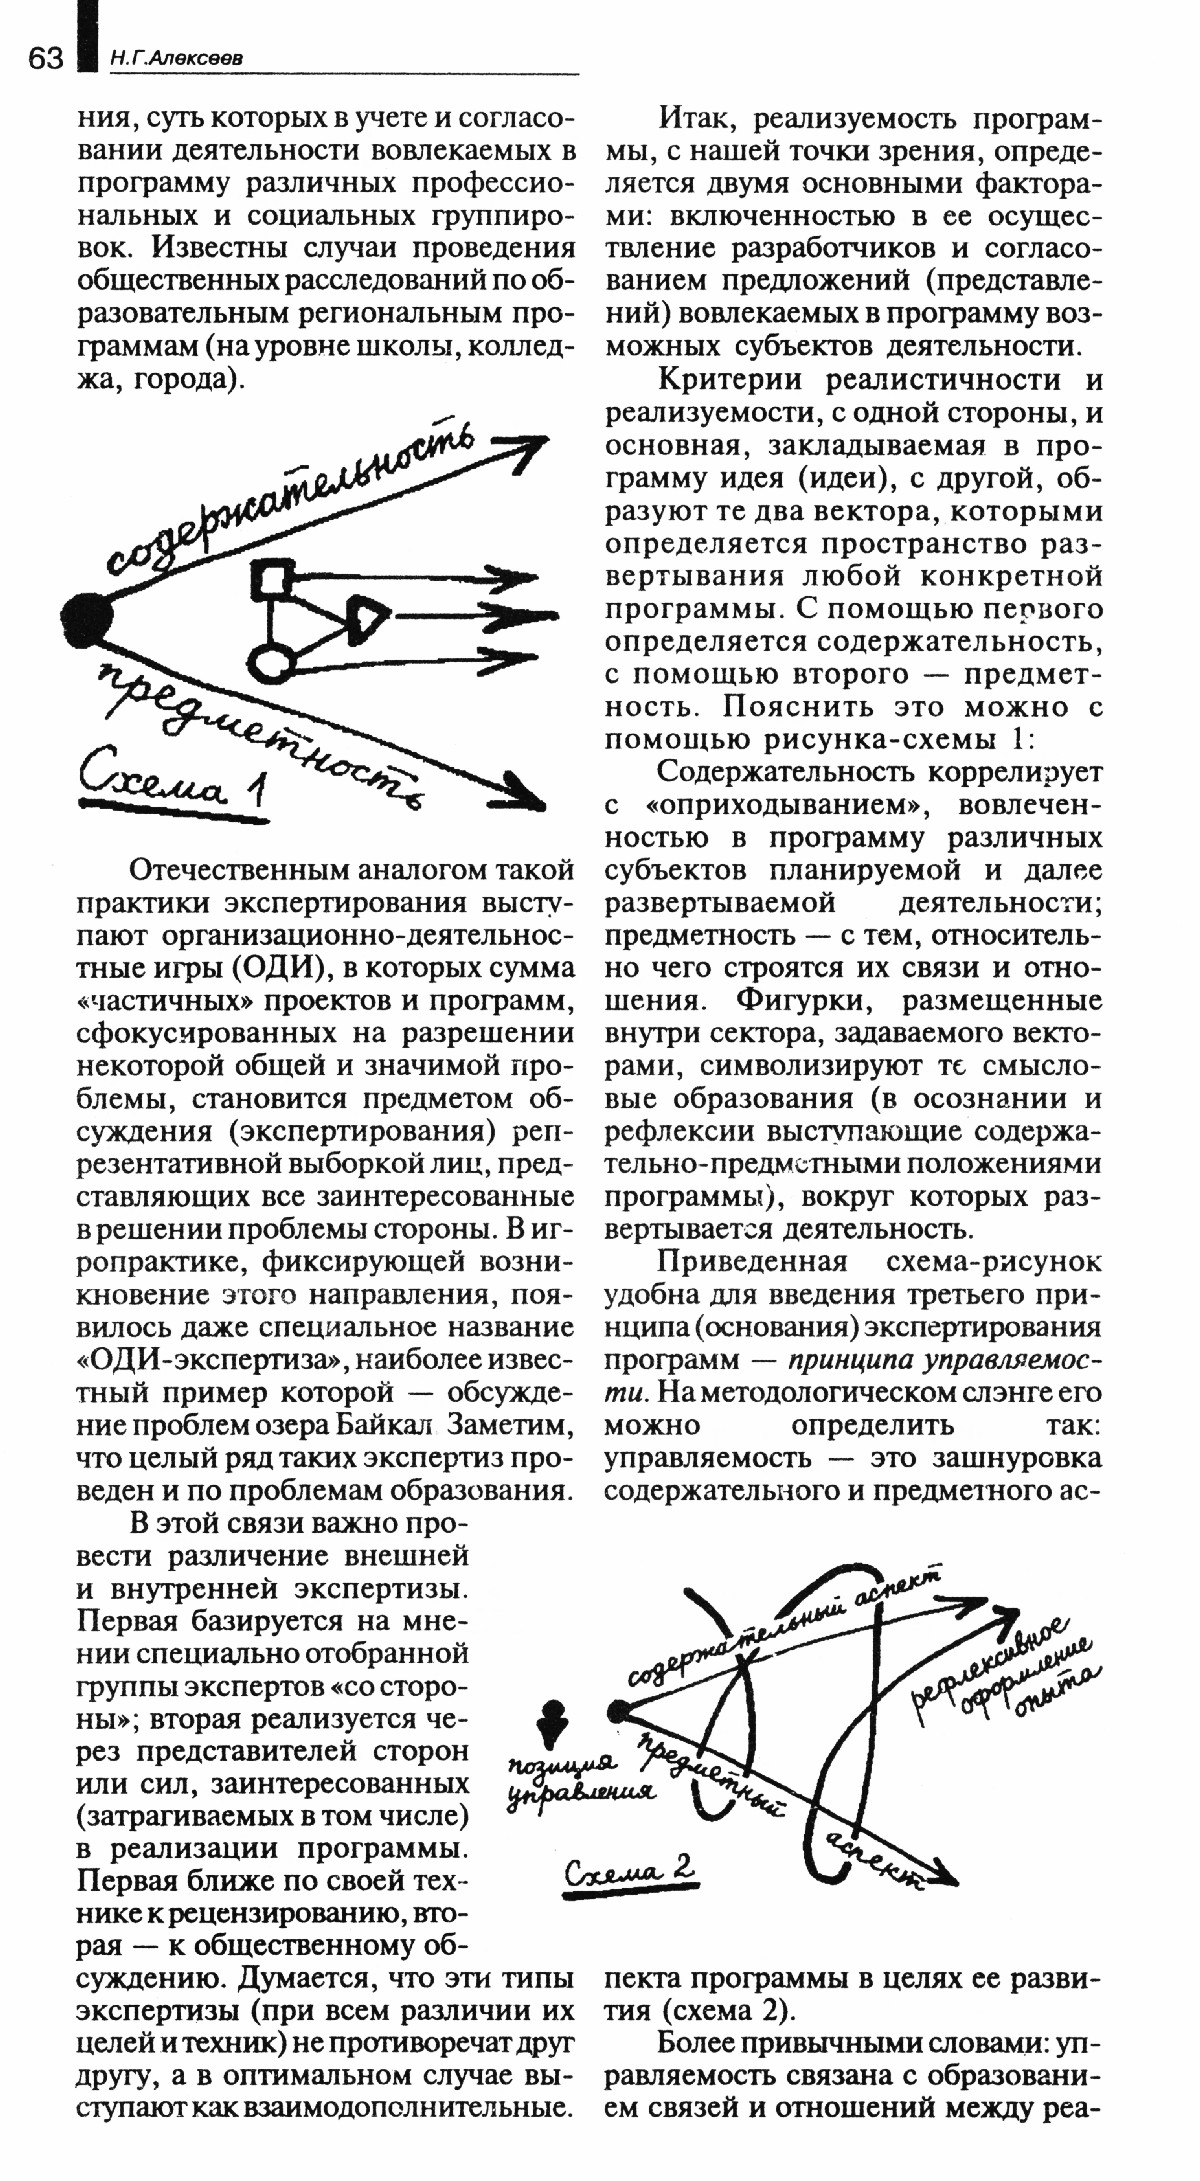 63
Н.Г.Алексеев
ния, суть которых в учете и согласо-
вании деятельности вовлекаемых в
программу различных профессио-
нальных и социальных группиро-
вок. Известны случаи проведения
общественных расследований по об-
разовательным региональным про-
граммам (на уровне школы, коллед-
жа, города).
содержательность
предметность
Схема 1
Отечественным аналогом такой
практики экспертирования высту-
пают организационно-деятельнос-
тные игры (ОДИ), в которых сумма
«частичных» проектов и программ,
сфокусированных на разрешении
некоторой общей и значимой про-
блемы, становится предметом об-
суждения (экспертирования) реп-
резентативной выборкой лиц, пред-
ставляющих все заинтересованные
в решении проблемы стороны. В иг-
ропрактике, фиксирующей возни-
кновение этого направления, поя-
вилось даже специальное название
«ОДИ-экспертиза», наиболее извес-
тный пример которой — обсужде-
ние проблем озера Байкал Заметим,
что целый ряд таких экспертиз про-
веден и по проблемам образования.
В этой связи важно про-
вести различение внешней
и внутренней экспертизы.
Первая базируется на мне-
нии специально отобранной
группы экспертов «со сторо-
ны»; вторая реализуется че-
рез представителей сторон
или сил, заинтересованных
(затрагиваемых в том числе)
в реализации программы.
Первая ближе по своей тех-
нике к рецензированию, вто-
рая — к общественному об-
суждению. Думается, что эти типы
экспертизы (при всем различии их
целей и техник) не противоречат друг
другу, а в оптимальном случае вы-
ступают как взаимодополнительные.
Итак, реализуемость програм-
мы, с нашей точки зрения, опреде-
ляется двумя основными фактора-
ми: включенностью в ее осущес-
твление разработчиков и согласо-
ванием предложений (представле-
ний) вовлекаемых в программу воз-
можных субъектов деятельности.
Критерии реалистичности и
реализуемости, с одной стороны, и
основная, закладываемая в про-
грамму идея (идеи), с другой, об-
разуют те два вектора, которыми
определяется пространство раз-
вертывания любой конкретной
программы. С помощью первого
определяется содержательность,
с помощью второго — предмет-
ность. Пояснить это можно с
помощью рисунка-схемы 1:
Содержательность коррелирует
с «оприходыванием», вовлечен-
ностью в программу различных
субъектов планируемой и далее
развертываемой деятельности;
предметность — с тем, относитель-
но чего строятся их связи и отно-
шения. Фигурки, размещенные
внутри сектора, задаваемого векто-
рами, символизируют те смысло-
вые образования (в осознании и
рефлексии выступающие содержа-
тельно-предметными положениями
программы), вокруг которых раз-
вертывается деятельность.
Приведенная схема-рисунок
удобна для введения третьего при-
нципа (основания) экспертирования
программ — принципа управляемос-
ти. На методологическом слэнге его
можно определить так:
управляемость — это зашнуровка
содержательного и предметного ас-
содержательный аспект
рефлексивное
оформление
опыта
позиция
управления
предметный
аспект
Схема 2
пекта программы в целях ее разви-
тия (схема 2).
Более привычными словами: уп-
равляемость связана с образовани-
ем связей и отношений между реа-